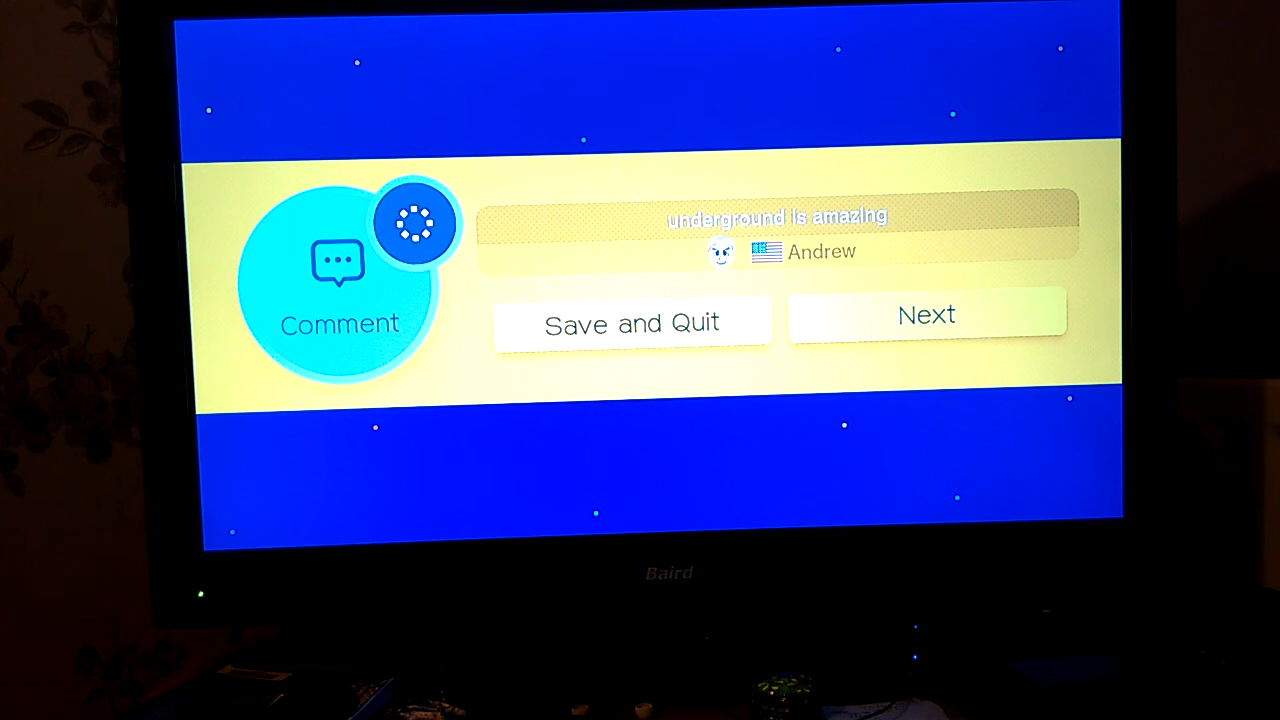 underground is amazing
Andrew
Comment
Save and Quit
Next
Baird